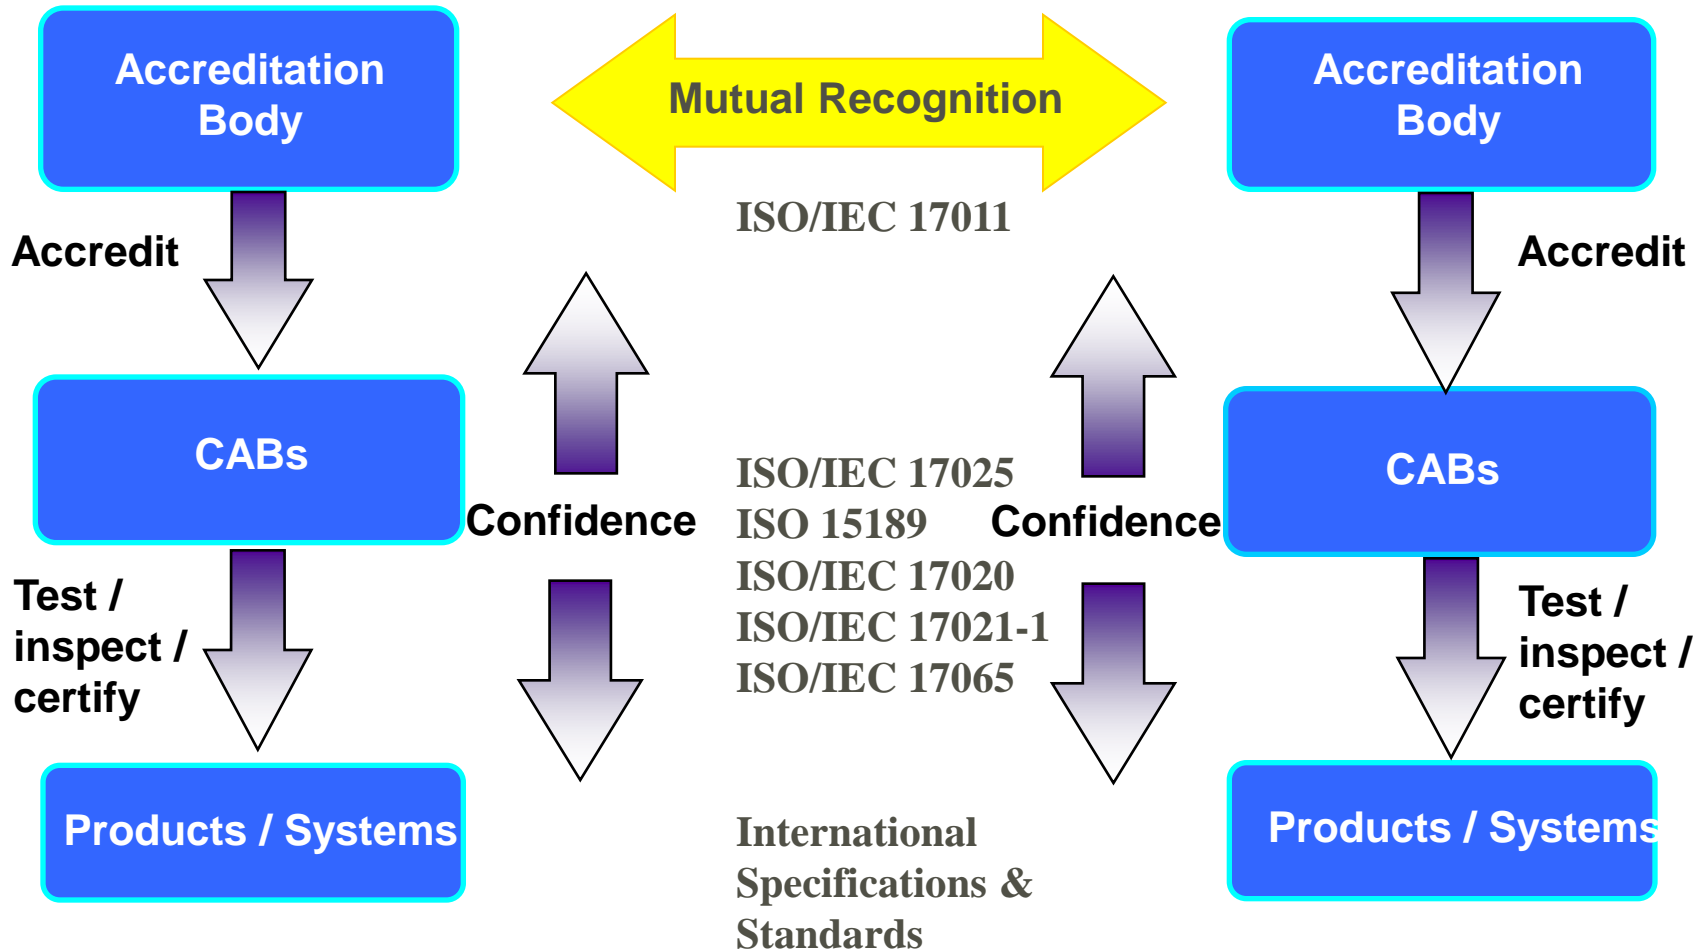 Accreditation
Body
Mutual Recognition
Accreditation
Body
ISO/IEC 17011
Accredit
Accredit
CABs
CABs
ISO/IEC 17025
ISO 15189
ISO/IEC 17020
ISO/IEC 17021-1
ISO/IEC 17065
Confidence
Confidence
Test /
inspect /
certify
Test /
inspect /
certify
Products / Systems
Products / Systems
International
Specifications &
Standards